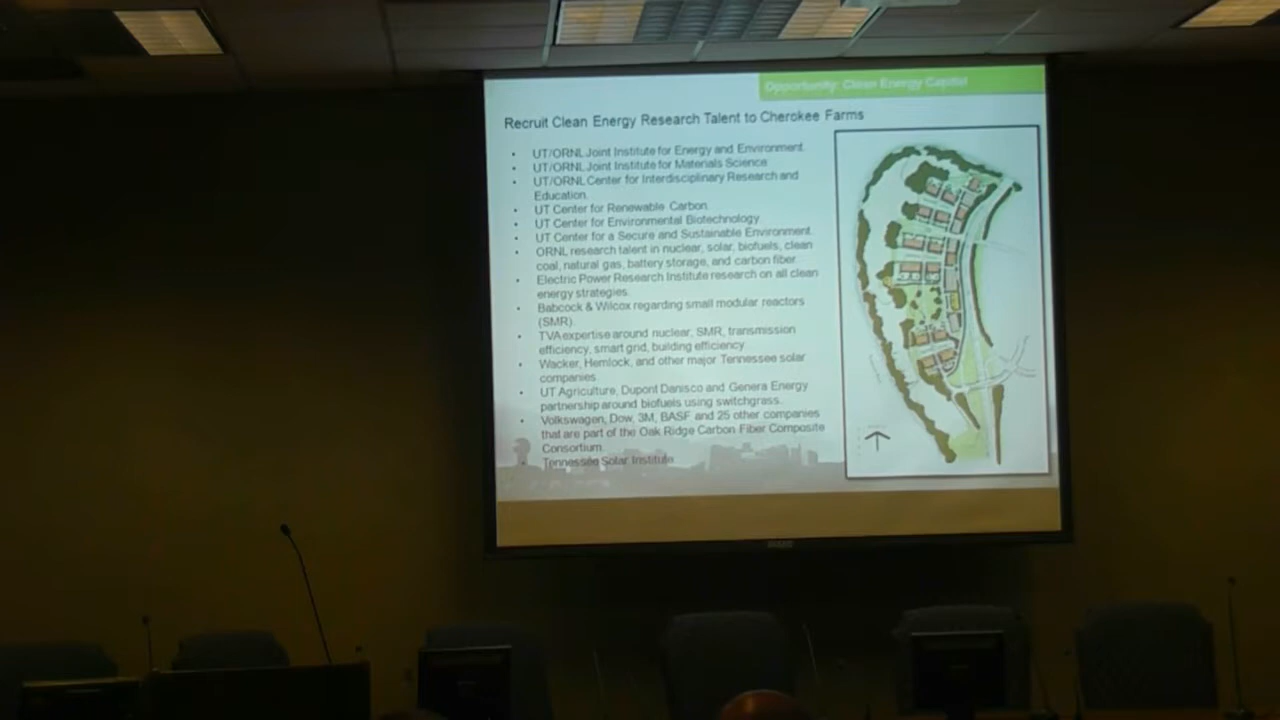 Opportunity: Clean Energy Capital
Recruit Clean Energy Research Talent to Cherokee Farms
• UT/ORNL Joint Institute for Energy and Environment.
• UT/ORNL Joint Institute for Materials Science
• UT/ORNL Center for Interdisciplinary Research and
Education.
• UT Center for Renewable Carbon.
• UT Center for Environmental Biotechnology.
• UT Center for a Secure and Sustainable Environment.
• ORNL research talent in nuclear, solar, biofuels, clean
coal, natural gas, battery storage, and carbon fiber.
• Electric Power Research Institute research on all clean
energy strategies.
• Babcock & Wilcox regarding small modular reactors
(SMR).
• TVA expertise around nuclear, SMR, transmission
efficiency, smart grid, building efficiency
• Wacker, Hemlock, and other major Tennessee solar
companies
• UT Agriculture, Dupont Danisco and Genera Energy
partnership around biofuels using switchgrass.
• Volkswagen, Dow, 3M, BASF and 25 other companies
that are part of the Oak Ridge Carbon Fiber Composite
Consortium.
• Tennessee Solar Institute